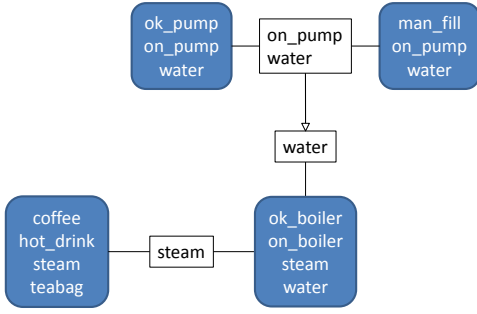 ok_pump
on_pump
water
on_pump
water
man_fill
on_pump
water
water
coffee
hot_drink
steam
teabag
steam
ok_boiler
on_boiler
steam
water